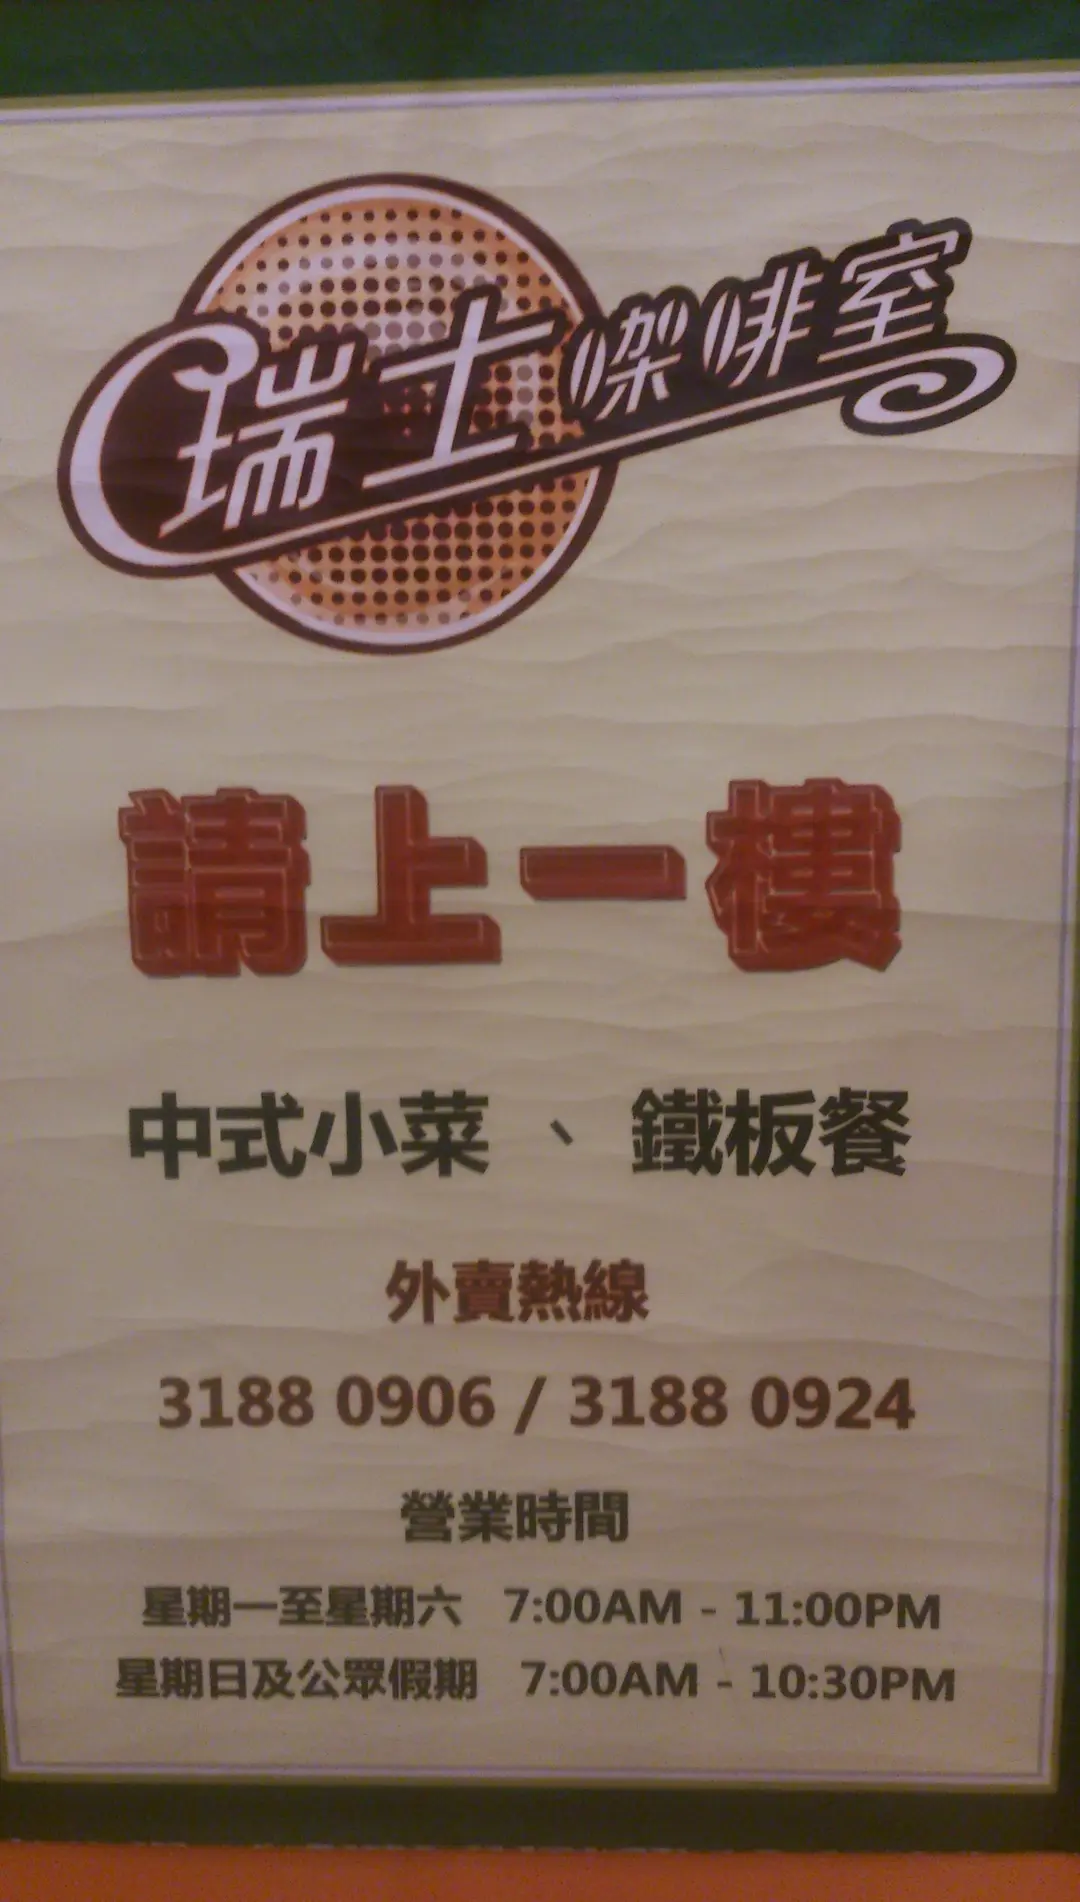 瑞士㗎啡室
請上一樓
中式小菜 、 鐵板餐
外賣熱線
3188 0906 / 3188 0924
營業時間
星期一至星期六 7:00AM - 11:00PM
星期日及公眾假期 7:00AM - 10:30PM